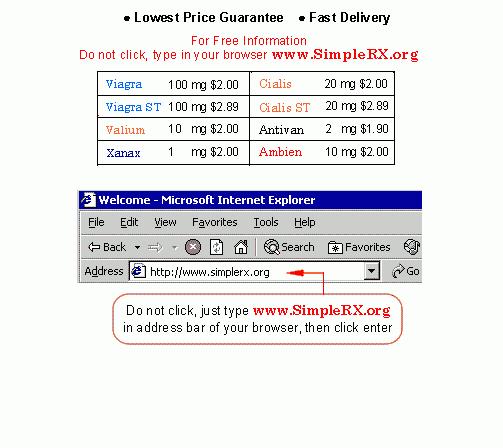 ● Lowest Price Guarantee ● Fast Delivery
For Free Information
Do not click, type in your browser www.SimpleRX.org
Viagra 100 mg $2.00 Cialis 20 mg $2.00
Viagra ST 100 mg $2.89 Cialis ST 20 mg $2.89
Valium 10 mg $2.00 Antivan 2 mg $1.90
Xanax 1 mg $2.00 Ambien 10 mg $2.00
Welcome - Microsoft Internet Explorer
File Edit View Favorites Tools Help
Back Search Favorites
Address http://www.simplerx.org Go
Do not click, just type www.SimpleRX.org
in address bar of your browser, then click enter